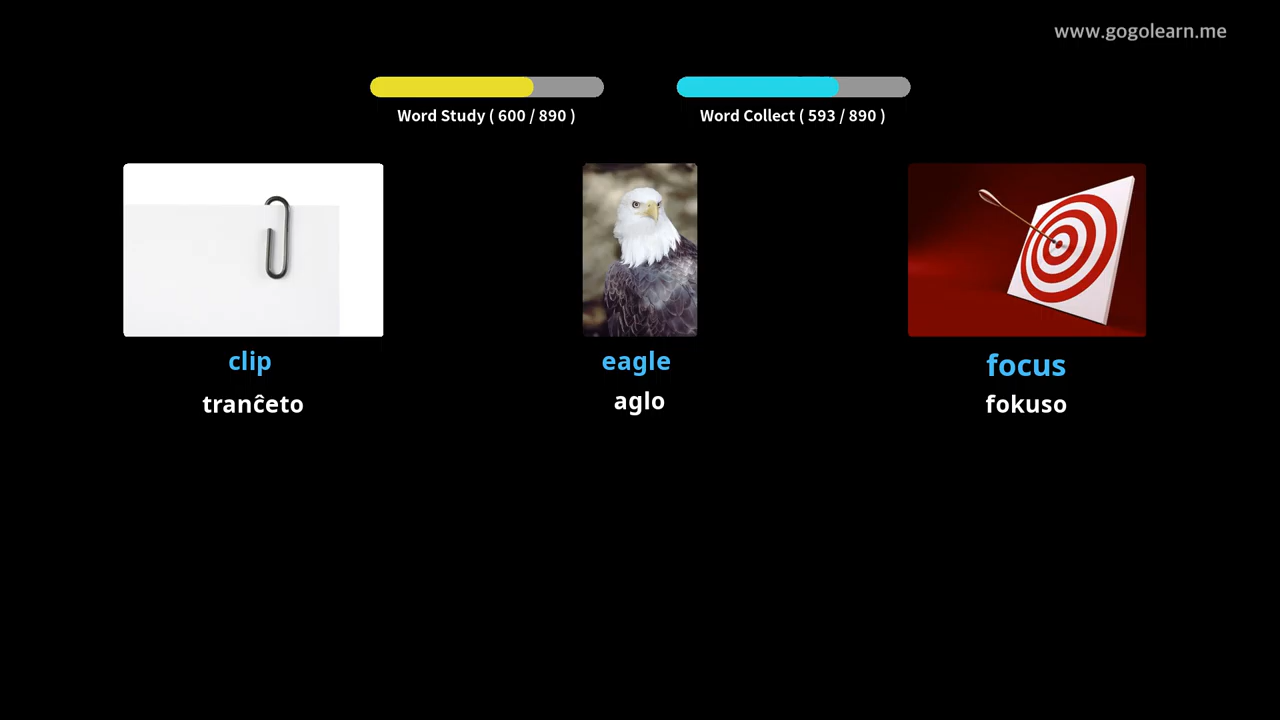 www.gogolearn.me
Word Study ( 600 / 890 )
Word Collect ( 593 / 890 )
clip
eagle
focus
tranĉeto
aglo
fokuso